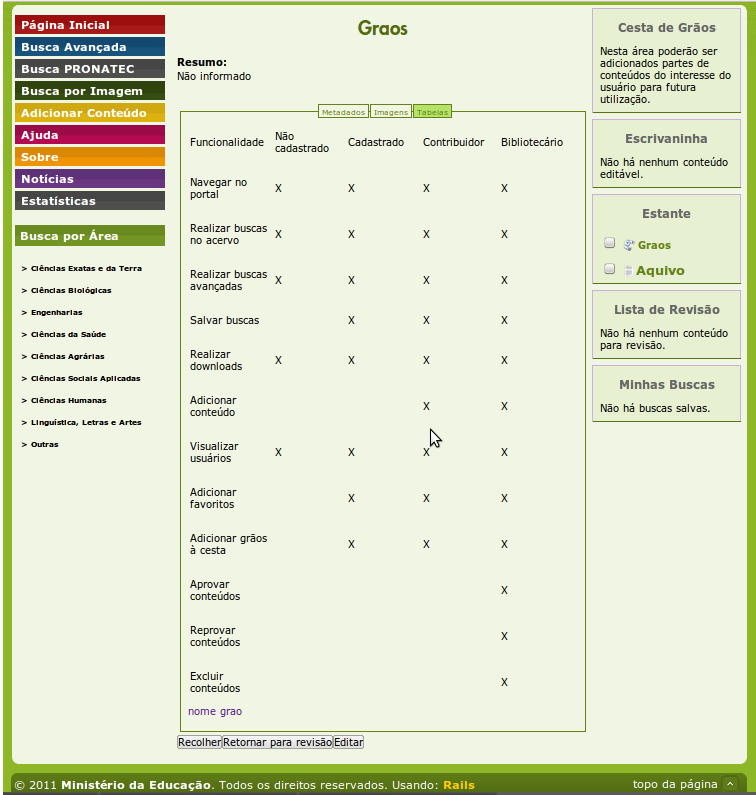 Página Inicial
Busca Avançada
Busca PRONATEC
Busca por Imagem
Adicionar Conteúdo
Ajuda
Sobre
Notícias
Estatísticas
Busca por Área
> Ciências Exatas e da Terra
> Ciências Biológicas
> Engenharias
> Ciências da Saúde
> Ciências Agrárias
> Ciências Sociais Aplicadas
> Ciências Humanas
> Linguística, Letras e Artes
> Outras
Graos
Resumo:
Não informado
Metadados Imagens Tabelas
Funcionalidade Não cadastrado Cadastrado Contribuidor Bibliotecário
Navegar no portal X X X X
Realizar buscas no acervo X X X X
Realizar buscas avançadas X X X X
Salvar buscas X X X
Realizar downloads X X X X
Adicionar conteúdo X X
Visualizar usuários X X X X
Adicionar favoritos X X X
Adicionar grãos à cesta X X X
Aprovar conteúdos X
Reprovar conteúdos X
Excluir conteúdos X
nome grao
Recolher Retornar para revisão Editar
Cesta de Grãos
Nesta área poderão ser
adicionados partes de
conteúdos do interesse do
usuário para futura
utilização.
Escrivaninha
Não há nenhum conteúdo
editável.
Estante
Graos
Aquivo
Lista de Revisão
Não há nenhum conteúdo
para revisão.
Minhas Buscas
Não há buscas salvas.
© 2011 Ministério da Educação. Todos os direitos reservados. Usando: Rails
topo da página